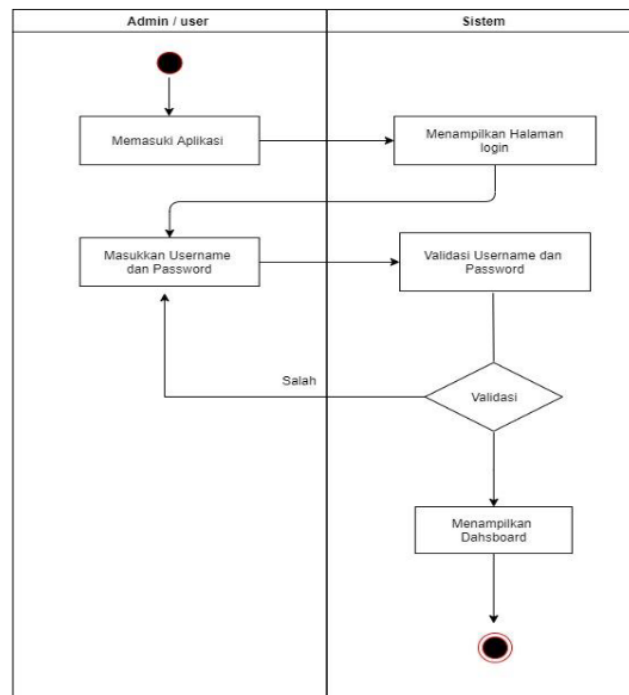 Admin / user
Sistem
Memasuki Aplikasi
Menampilkan Halaman
login
Masukkan Username
dan Password
Validasi Username dan
Password
Salah
Validasi
Menampilkan
Dahsboard